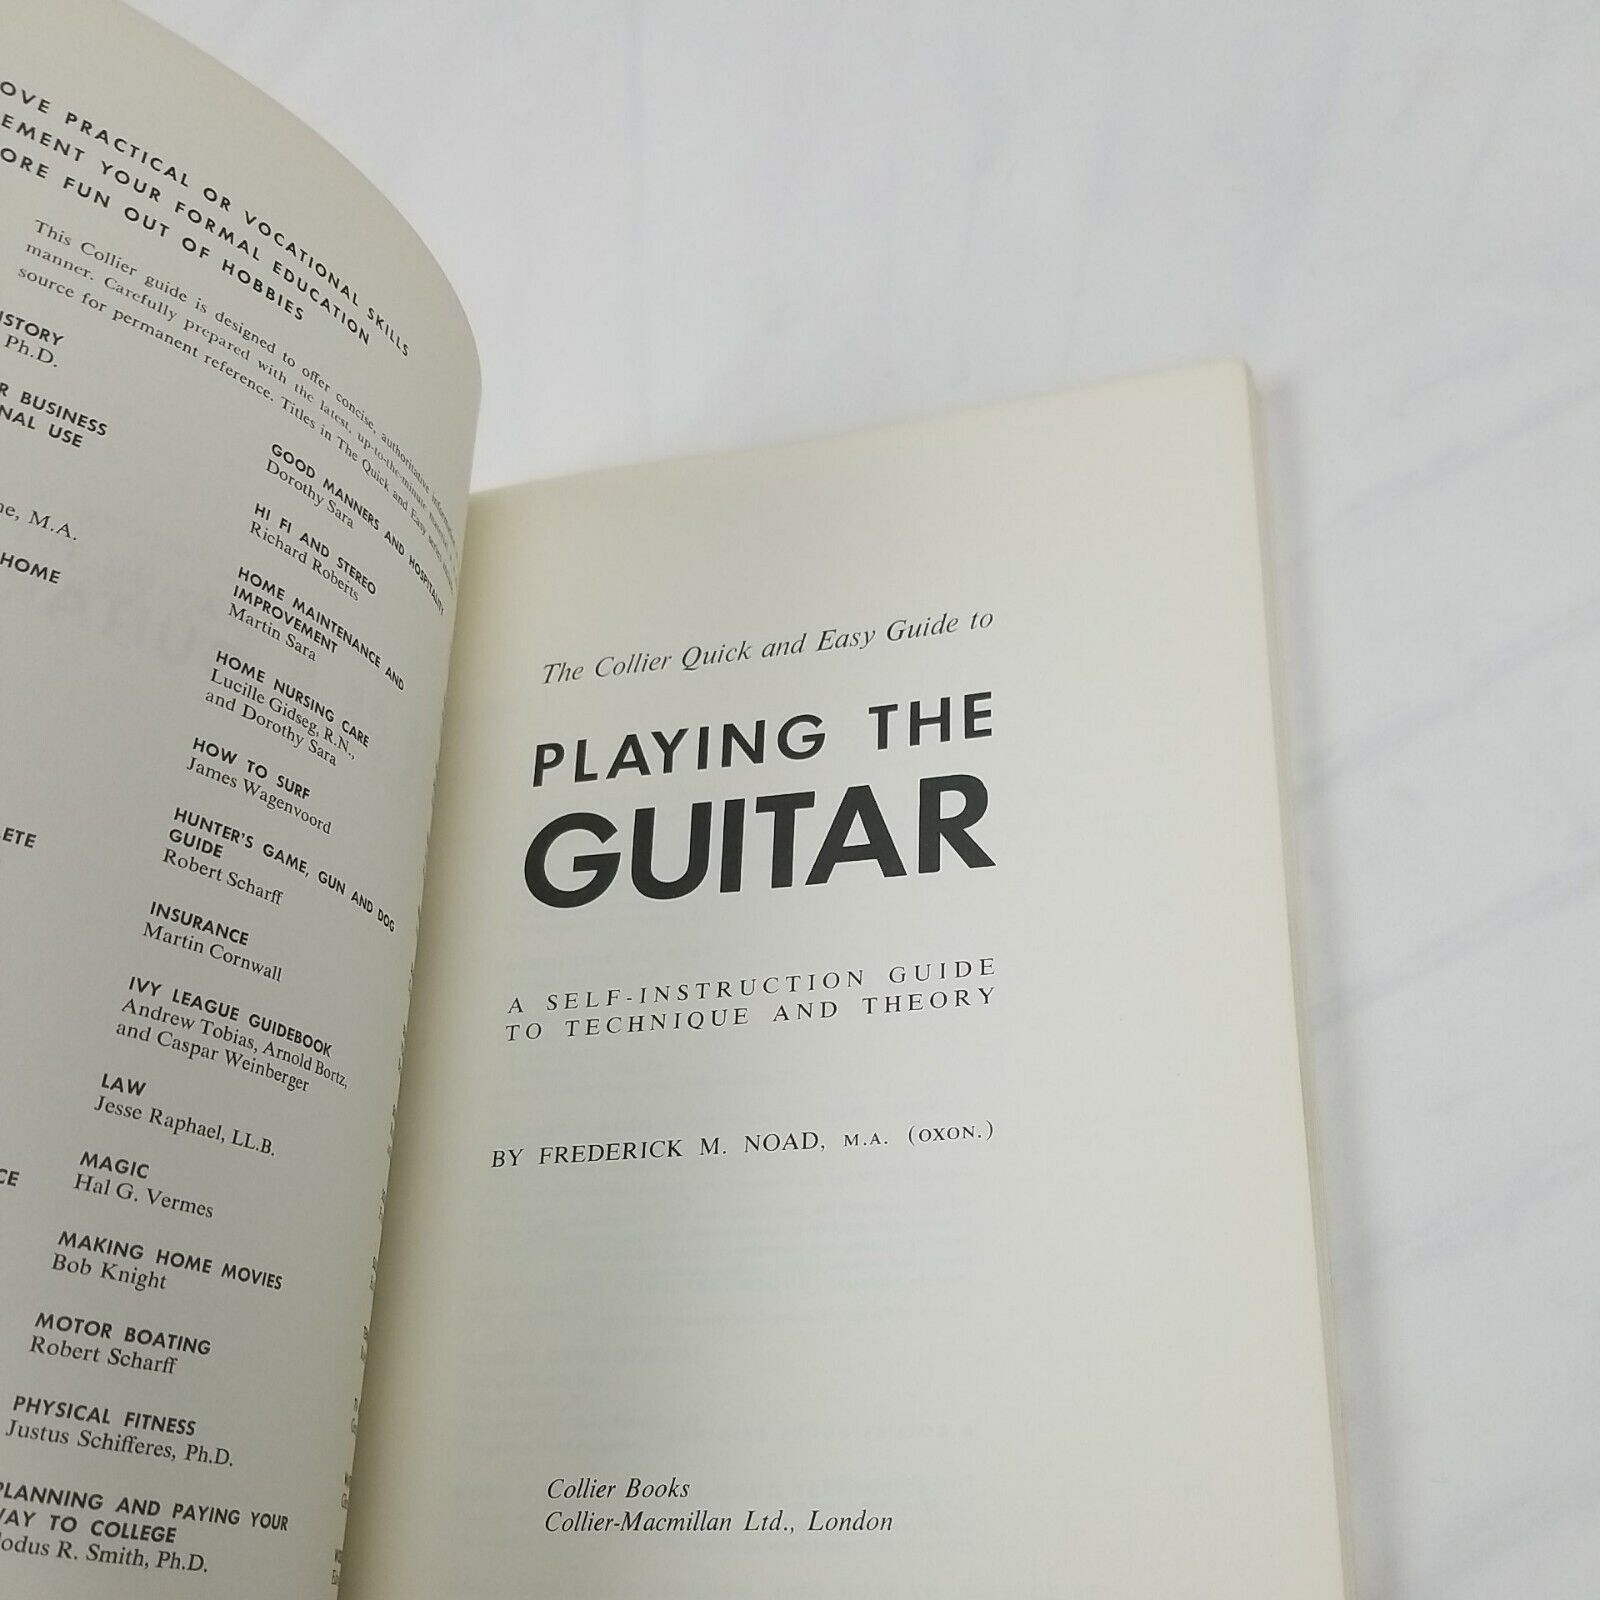 OVE PRACTICAL OR VOCATIONAL SKILLS
EMENT YOUR FORMAL EDUCATION
ORE FUN OUT OF HOBBIES
This Collier guide is designed to offer concise, authoritative
manner. Carefully prepared with the latest, up-to-the-minute
source for permanent reference. Titles in The Quick and Easy series
ISTORY
Ph.D.
R BUSINESS
NAL USE
ne, M.A.
HOME
LETE
CE
GOOD MANNERS AND HOSPITALITY
Dorothy Sara
HI FI AND STEREO
Richard Roberts
HOME MAINTENANCE AND
IMPROVEMENT
Martin Sara
HOME NURSING CARE
Lucille Gidseg, R.N.,
and Dorothy Sara
HOW TO SURF
James Wagenvoord
HUNTER'S GAME, GUN AND DOG
GUIDE
Robert Scharff
INSURANCE
Martin Cornwall
IVY LEAGUE GUIDEBOOK
Andrew Tobias, Arnold Bortz,
and Caspar Weinberger
LAW
Jesse Raphael, LL.B.
MAGIC
Hal G. Vermes
MAKING HOME MOVIES
Bob Knight
MOTOR BOATING
Robert Scharff
PHYSICAL FITNESS
Justus Schifferes, Ph.D.
PLANNING AND PAYING YOUR
WAY TO COLLEGE
odus R. Smith, Ph.D.
The Collier Quick and Easy Guide to
PLAYING THE
GUITAR
A SELF-INSTRUCTION GUIDE
TO TECHNIQUE AND THEORY
BY FREDERICK M. NOAD, M.A. (OXON.)
Collier Books
Collier-Macmillan Ltd., London